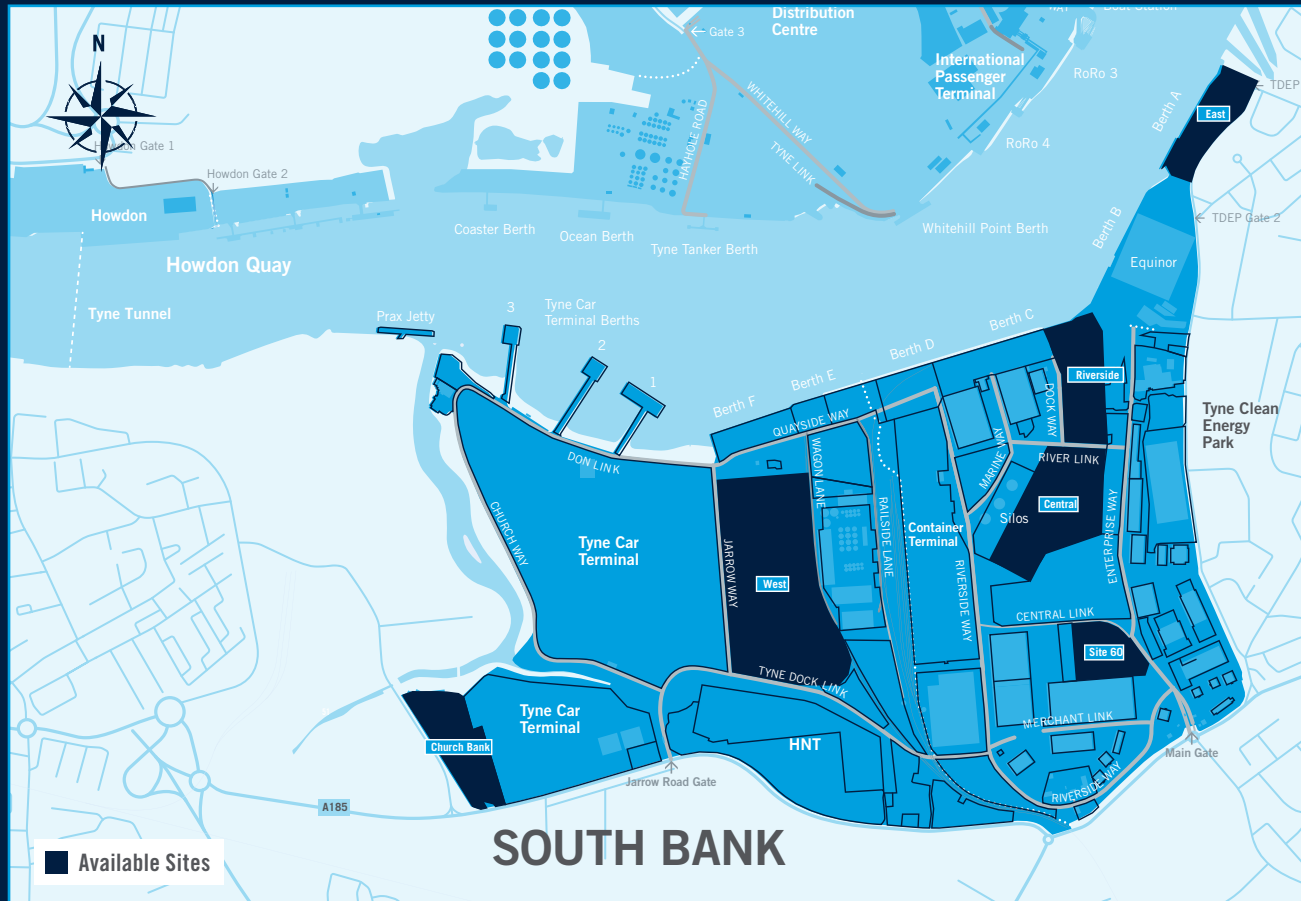 N
Distribution
Centre
Gate 3
International
Passenger
Terminal
RoRo 3
RoRo 4
WHITEHILL WAY
TYNE LINK
HAYHOLE ROAD
Berth A
East
TDEP
TDEP Gate 2
Howdon Gate 1
Howdon Gate 2
Howdon
Howdon Quay
Tyne Tunnel
Coaster Berth
Ocean Berth
Tyne Tanker Berth
Whitehill Point Berth
Berth B
Equinor
Prax Jetty
3
Tyne Car
Terminal Berths
2
1
Berth F
Berth E
Berth D
Berth C
Riverside
Tyne Clean
Energy
Park
QUAYSIDE WAY
DON LINK
CHURCH WAY
Tyne Car
Terminal
JARROW WAY
West
WAGON LANE
RAILSIDE LANE
Container
Terminal
RIVERSIDE WAY
MARINE WAY
DOCK WAY
RIVER LINK
Central
Silos
ENTERPRISE WAY
CENTRAL LINK
Site 60
TYNE DOCK LINK
MERCHANT LINK
Main Gate
RIVERSIDE WAY
Tyne Car
Terminal
Church Bank
HNT
Jarrow Road Gate
A185
SOUTH BANK
Available Sites